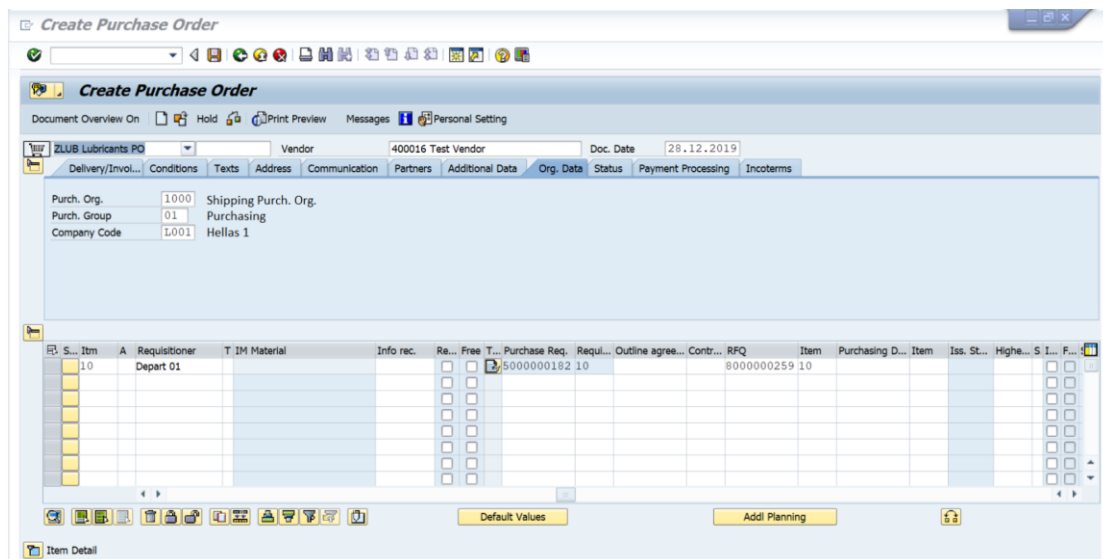 Create Purchase Order
Create Purchase Order
Document Overview On Hold Print Preview Messages Personal Setting
ZLUB Lubricants PO Vendor 400016 Test Vendor Doc. Date 28.12.2019
Delivery/Invoi... Conditions Texts Address Communication Partners Additional Data Org. Data Status Payment Processing Incoterms
Purch. Org. 1000 Shipping Purch. Org.
Purch. Group 01 Purchasing
Company Code L001 Hellas 1
S... Itm A Requisitioner T IM Material Info rec. Re... Free T... Purchase Req. Requi... Outline agree... Contr... RFQ Item Purchasing D... Item Iss. St... Highe... S I... F...
10 Depart 01 5000000182 10 8000000259 10
Default Values Addl Planning
Item Detail